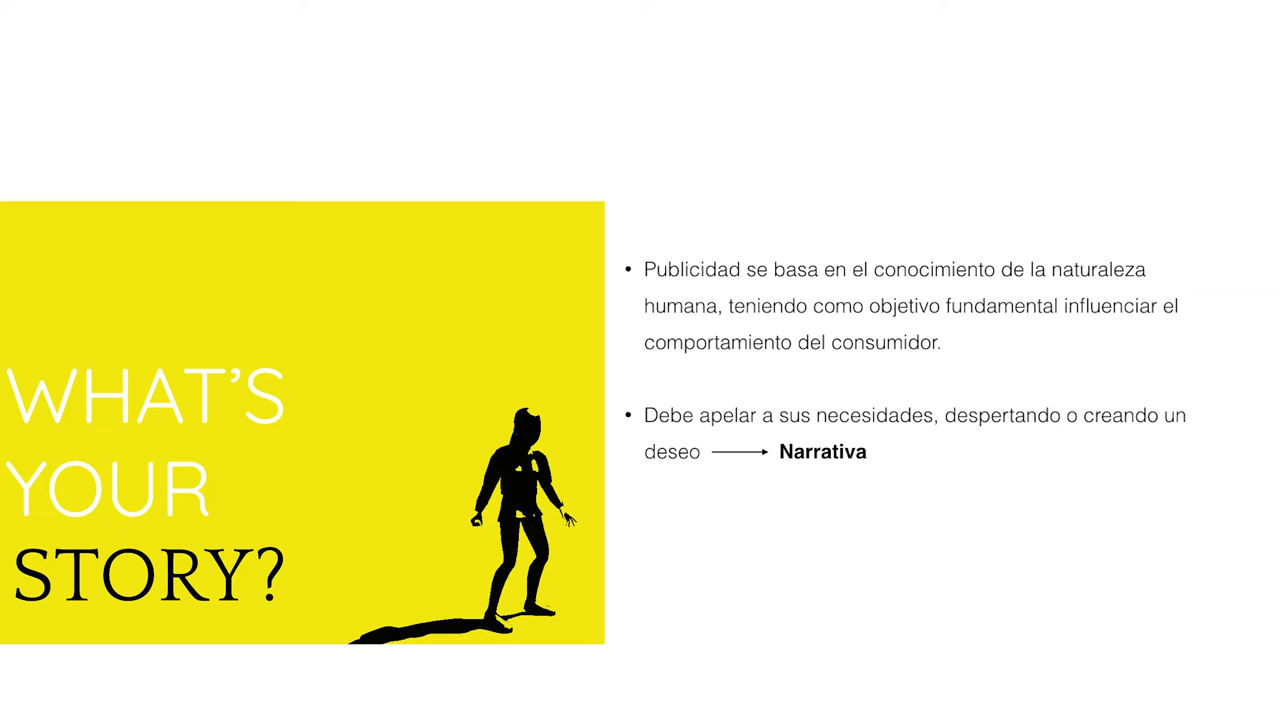 WHAT'S
YOUR
STORY?
• Publicidad se basa en el conocimiento de la naturaleza
humana, teniendo como objetivo fundamental influenciar el
comportamiento del consumidor.
• Debe apelar a sus necesidades, despertando o creando un
deseo → Narrativa